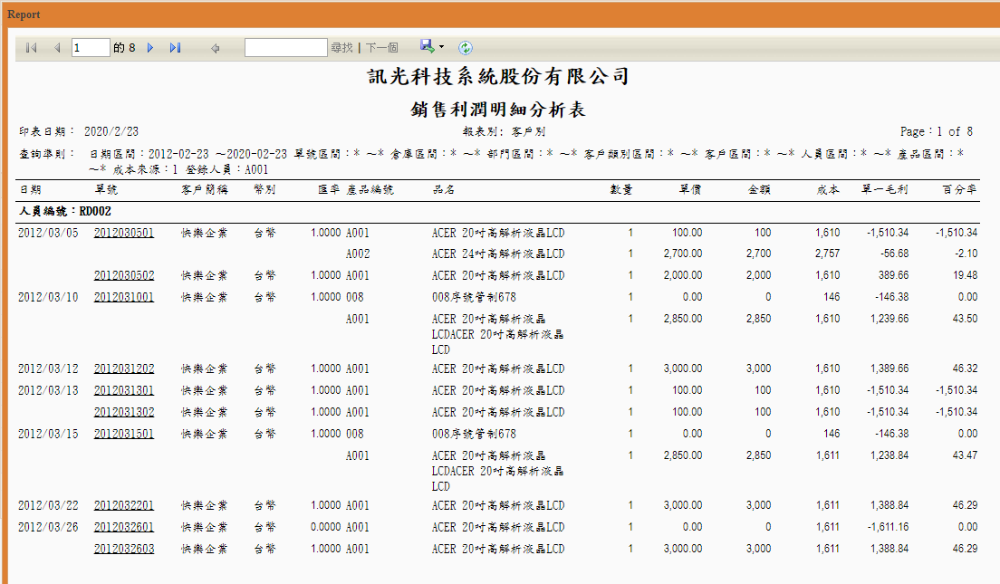 Report
1 的 8 尋找 | 下一個
訊光科技系統股份有限公司
銷售利潤明細分析表
印表日期： 2020/2/23 報表別: 客戶別 Page：1 of 8
查詢準則： 日期區間：2012-02-23 ～2020-02-23 單號區間：* ～* 倉庫區間：* ～* 部門區間：* ～* 客戶類別區間：* ～* 客戶區間：* ～* 人員區間：* ～* 產品區間：*
～* 成本來源：1 登錄人員：A001
日期 單號 客戶簡稱 幣別 匯率 產品編號 品名 數量 單價 金額 成本 單一毛利 百分率
人員編號：RD002
2012/03/05 2012030501 快樂企業 台幣 1.0000 A001 ACER 20吋高解析液晶LCD 1 100.00 100 1,610 -1,510.34 -1,510.34
A002 ACER 24吋高解析液晶LCD 1 2,700.00 2,700 2,757 -56.68 -2.10
2012030502 快樂企業 台幣 1.0000 A001 ACER 20吋高解析液晶LCD 1 2,000.00 2,000 1,610 389.66 19.48
2012/03/10 2012031001 快樂企業 台幣 1.0000 008 008序號管制678 1 0.00 0 146 -146.38 0.00
A001 ACER 20吋高解析液晶 1 2,850.00 2,850 1,610 1,239.66 43.50
LCDACER 20吋高解析液晶
LCD
2012/03/12 2012031202 快樂企業 台幣 1.0000 A001 ACER 20吋高解析液晶LCD 1 3,000.00 3,000 1,610 1,389.66 46.32
2012/03/13 2012031301 快樂企業 台幣 1.0000 A001 ACER 20吋高解析液晶LCD 1 100.00 100 1,610 -1,510.34 -1,510.34
2012031302 快樂企業 台幣 1.0000 A001 ACER 20吋高解析液晶LCD 1 100.00 100 1,610 -1,510.34 -1,510.34
2012/03/15 2012031501 快樂企業 台幣 1.0000 008 008序號管制678 1 0.00 0 146 -146.38 0.00
A001 ACER 20吋高解析液晶 1 2,850.00 2,850 1,611 1,238.84 43.47
LCDACER 20吋高解析液晶
LCD
2012/03/22 2012032201 快樂企業 台幣 1.0000 A001 ACER 20吋高解析液晶LCD 1 3,000.00 3,000 1,611 1,388.84 46.29
2012/03/26 2012032601 快樂企業 台幣 0.0000 A001 ACER 20吋高解析液晶LCD 1 0.00 0 1,611 -1,611.16 0.00
2012032603 快樂企業 台幣 1.0000 A001 ACER 20吋高解析液晶LCD 1 3,000.00 3,000 1,611 1,388.84 46.29